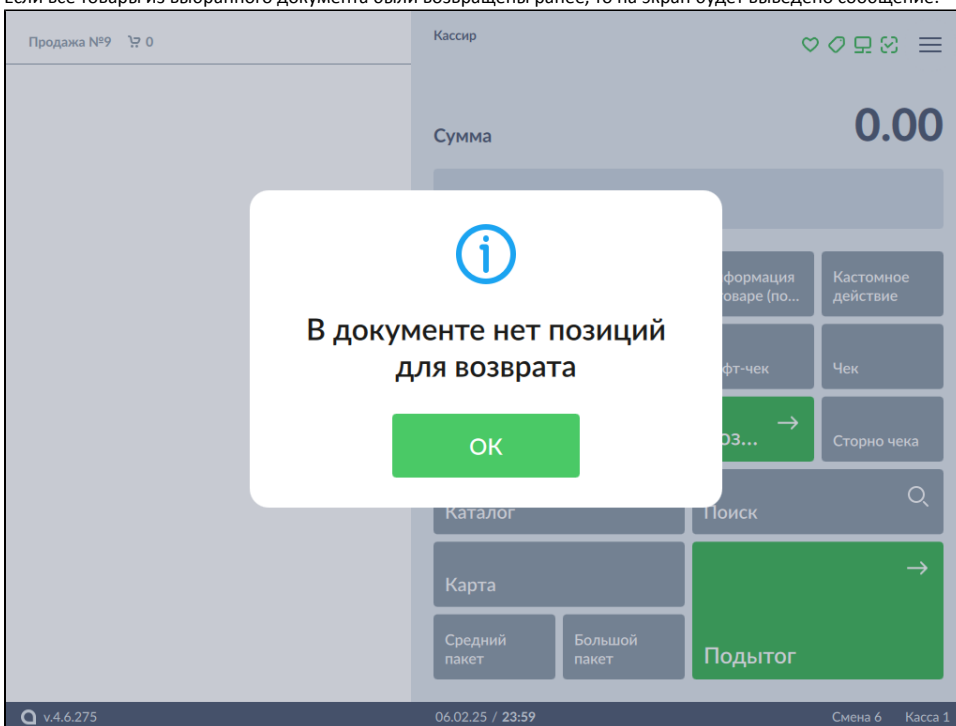 Если все товары из выбранного документа были возвращены ранее, то на экран будет выведено сообщение:
Продажа №9 0
Кассир
Сумма
0.00
В документе нет позиций
для возврата
ОК
формация
оваре (по...
Кастомное
действие
фт-чек
Чек
оз...
Сторно чека
Каталог
Поиск
Карта
Средний
пакет
Большой
пакет
Подытог
v.4.6.275
06.02.25 / 23:59
Смена 6 Касса 1